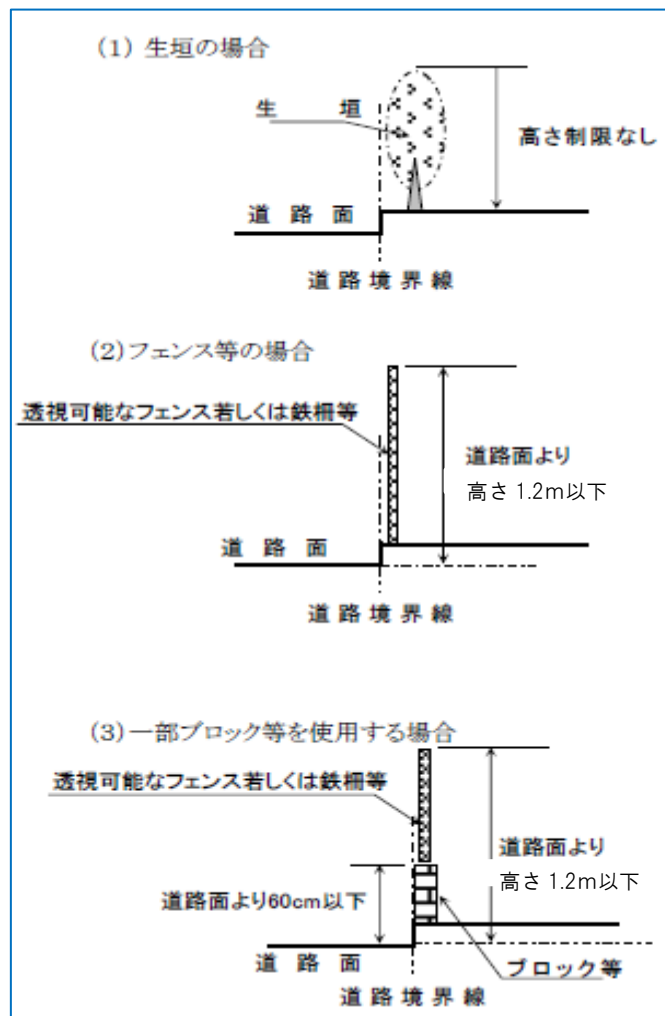 (1) 生垣の場合
生垣
高さ制限なし
道路面
道路境界線
(2)フェンス等の場合
透視可能なフェンス若しくは鉄柵等
道路面より
高さ 1.2m以下
道路面
道路境界線
(3)一部ブロック等を使用する場合
透視可能なフェンス若しくは鉄柵等
道路面より
高さ 1.2m以下
道路面より60cm以下
道路面
ブロック等
道路境界線